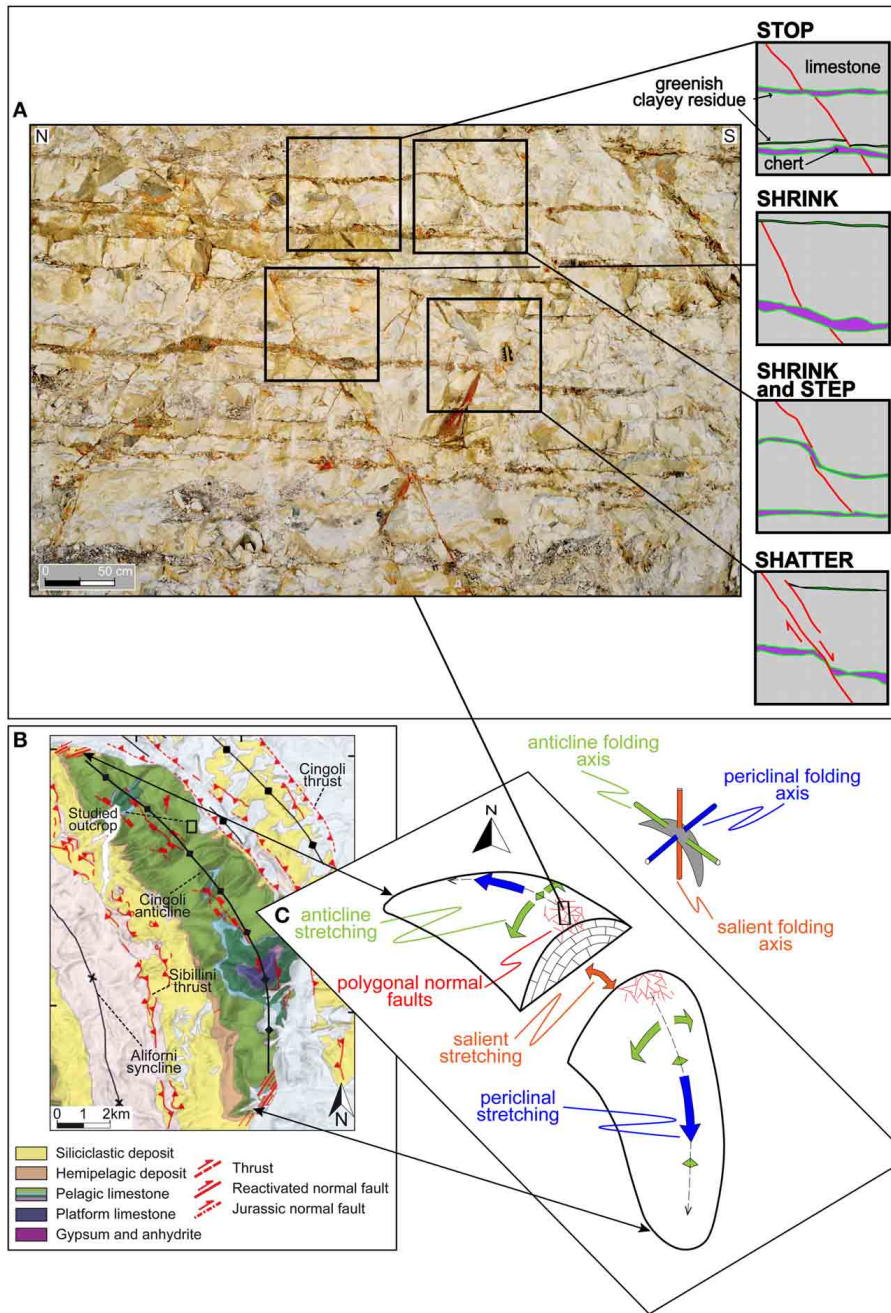 A
N
S
0
50 cm
STOP
limestone
greenish
clayey residue
chert
SHRINK
SHRINK
and STEP
SHATTER
B
Cingoli
thrust
Studied
outcrop
Cingoli
anticline
Sibillini
thrust
Aliforni
syncline
0 1 2km
N
Siliciclastic deposit
Hemipelagic deposit
Pelagic limestone
Platform limestone
Gypsum and anhydrite
Thrust
Reactivated normal fault
Jurassic normal fault
anticline folding
axis
periclinal folding
axis
salient folding
axis
N
C
anticline
stretching
polygonal normal
faults
salient
stretching
periclinal
stretching